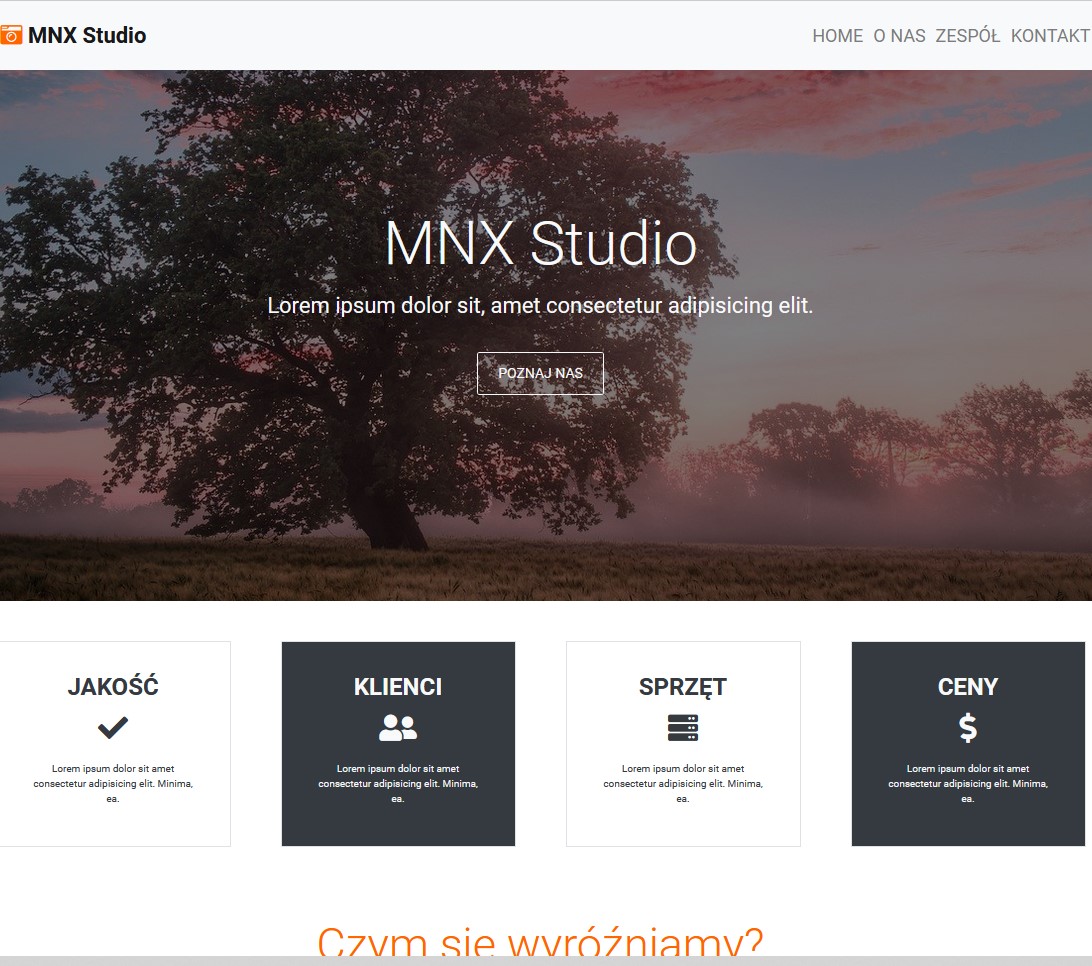 MNX Studio
HOME O NAS ZESPÓŁ KONTAKT
MNX Studio
Lorem ipsum dolor sit, amet consectetur adipisicing elit.
POZNAJ NAS
JAKOŚĆ
Lorem ipsum dolor sit amet
consectetur adipisicing elit. Minima,
ea.
KLIENCI
Lorem ipsum dolor sit amet
consectetur adipisicing elit. Minima,
ea.
SPRZĘT
Lorem ipsum dolor sit amet
consectetur adipisicing elit. Minima,
ea.
CENY
Lorem ipsum dolor sit amet
consectetur adipisicing elit. Minima,
ea.
Czym się wyróżniamy?